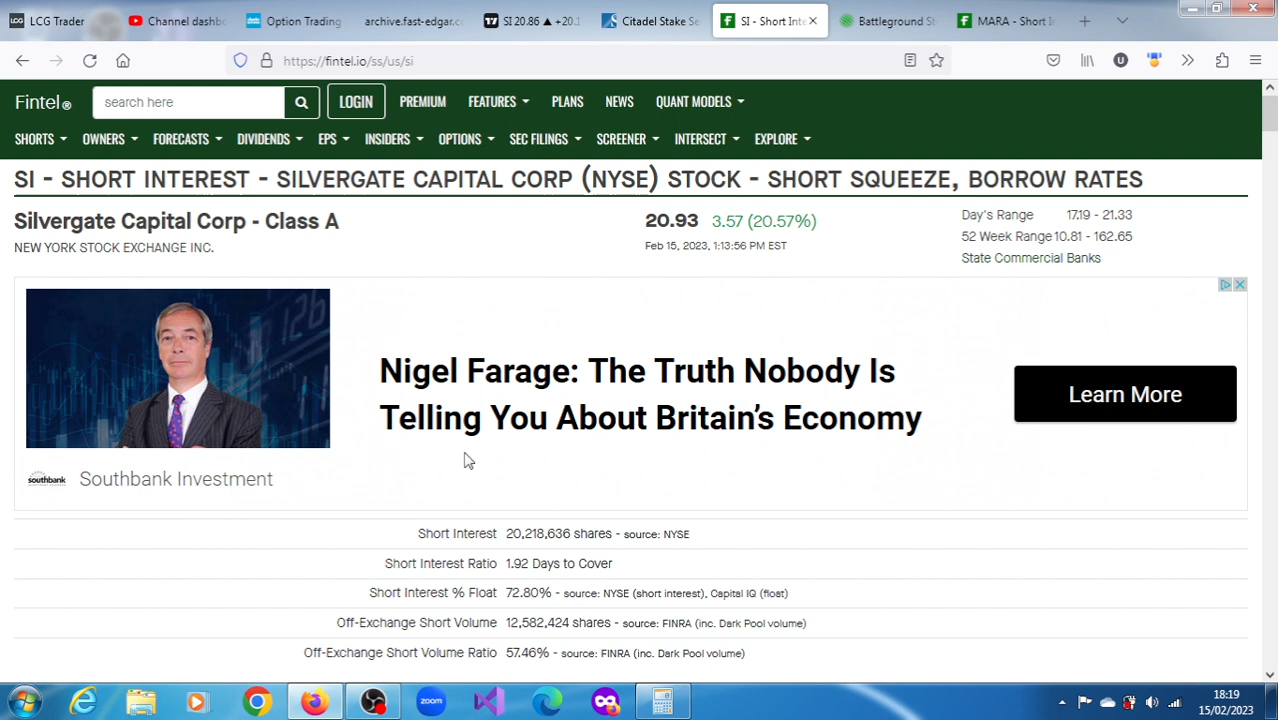 LCG Trader
Channel dashb
Option Trading
archive.fast-edgar.c
SI 20.86 ▲ +20.1
Citadel Stake Se
SI - Short Inte
Battleground St
MARA - Short I
https://fintel.io/ss/us/si
Fintel®
search here
LOGIN
PREMIUM
FEATURES
PLANS
NEWS
QUANT MODELS
SHORTS
OWNERS
FORECASTS
DIVIDENDS
EPS
INSIDERS
OPTIONS
SEC FILINGS
SCREENER
INTERSECT
EXPLORE
SI - SHORT INTEREST - SILVERGATE CAPITAL CORP (NYSE) STOCK - SHORT SQUEEZE, BORROW RATES
Silvergate Capital Corp - Class A
NEW YORK STOCK EXCHANGE INC.
20.93 3.57 (20.57%)
Feb 15, 2023, 1:13:56 PM EST
Day's Range 17.19 - 21.33
52 Week Range 10.81 - 162.65
State Commercial Banks
Nigel Farage: The Truth Nobody Is
Telling You About Britain's Economy
Learn More
southbank
Southbank Investment
Short Interest 20,218,636 shares - source: NYSE
Short Interest Ratio 1.92 Days to Cover
Short Interest % Float 72.80% - source: NYSE (short interest), Capital IQ (float)
Off-Exchange Short Volume 12,582,424 shares - source: FINRA (inc. Dark Pool volume)
Off-Exchange Short Volume Ratio 57.46% - source: FINRA (inc. Dark Pool volume)
zoom
18:19
15/02/2023